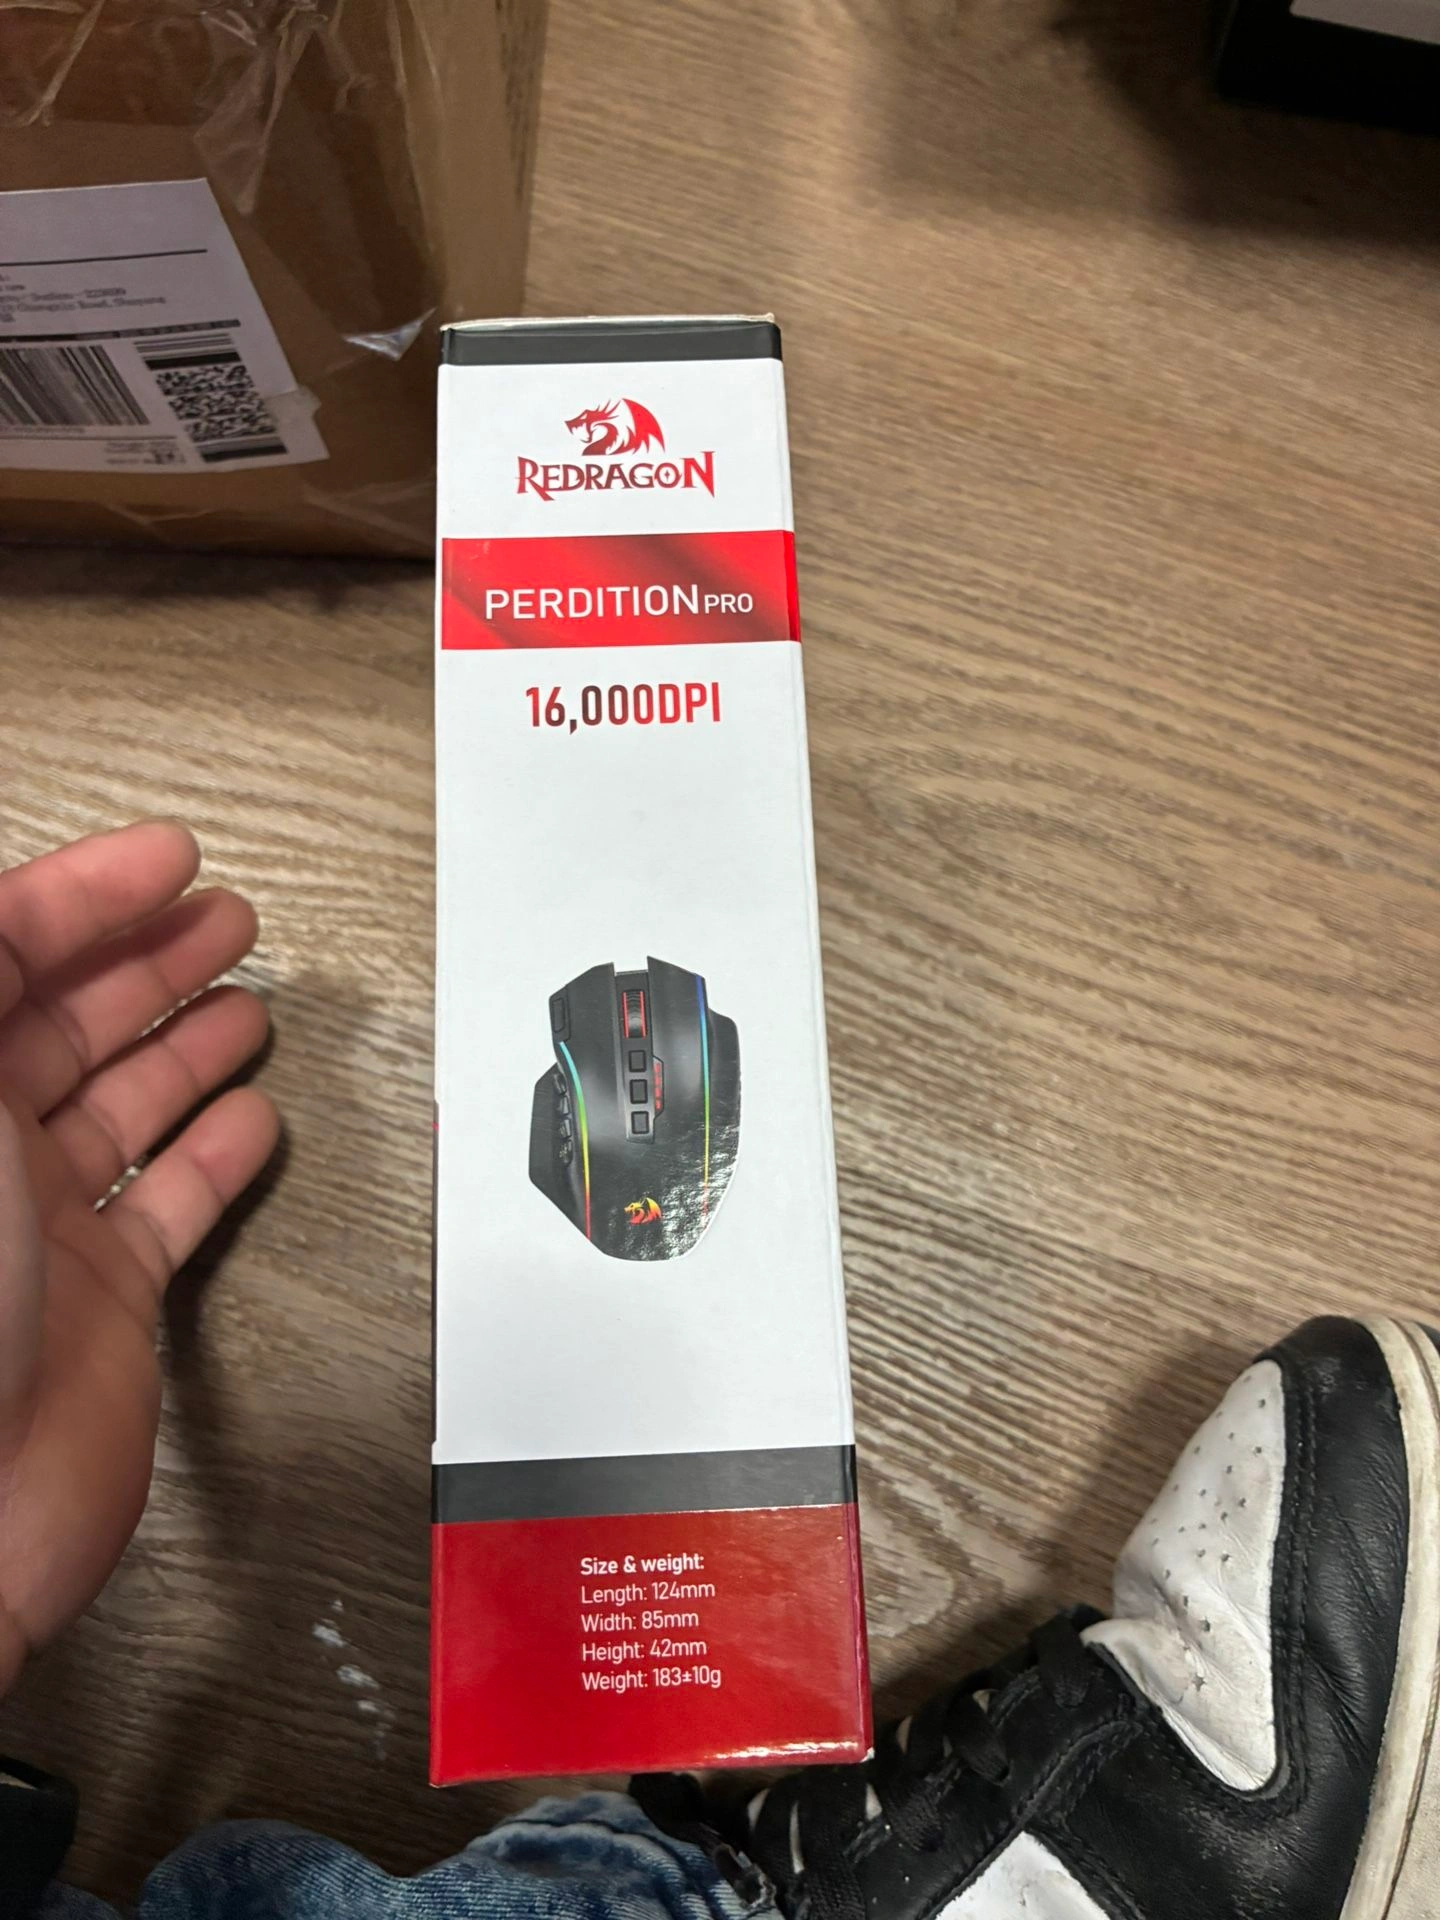 REDRAGON
PERDITION PRO
16,000DPI
Size & weight:
Length: 124mm
Width: 85mm
Height: 42mm
Weight: 183±10g